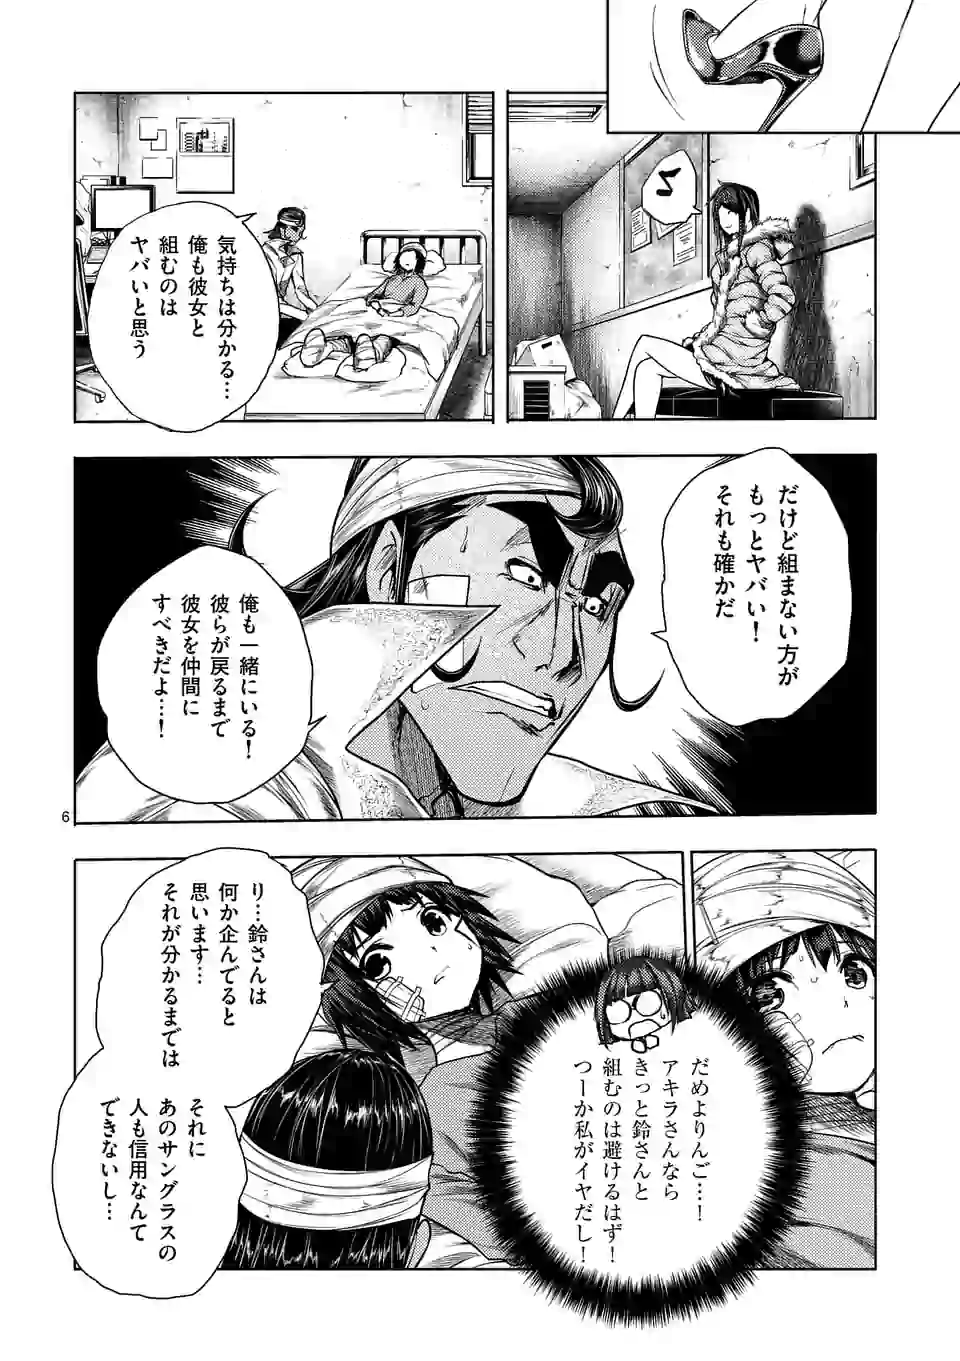 ♪
気持ちは分かる…
俺も彼女と
組むのは
ヤバいと思う
だけど組まない方が
もっとヤバい！
それも確かだ
俺も一緒にいる！
彼らが戻るまで
彼女を仲間に
すべきだよ…！
6
だめよりんご…！
アキラさんなら
きっと鈴さんと
組むのは避けるはず！
つーか私がイヤだし！
り…鈴さんは
何か企んでると
思います…
それが分かるまでは
それに
あのサングラスの
人も信用なんて
できないし…